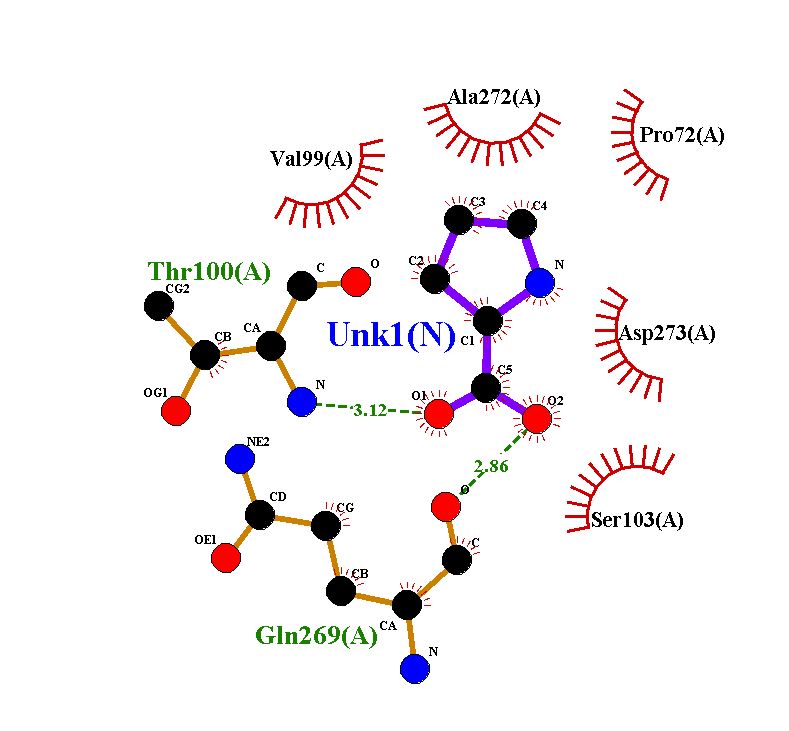 Ala272(A)
Pro72(A)
Val99(A)
C3
C4
Thr100(A)
C
O
C2
N
CG2
CB
CA
Unk1(N)
C1
Asp273(A)
C5
OG1
N
3.12
O1
O2
NE2
2.86
O
CD
CG
Ser103(A)
OE1
C
CB
CA
Gln269(A)
N